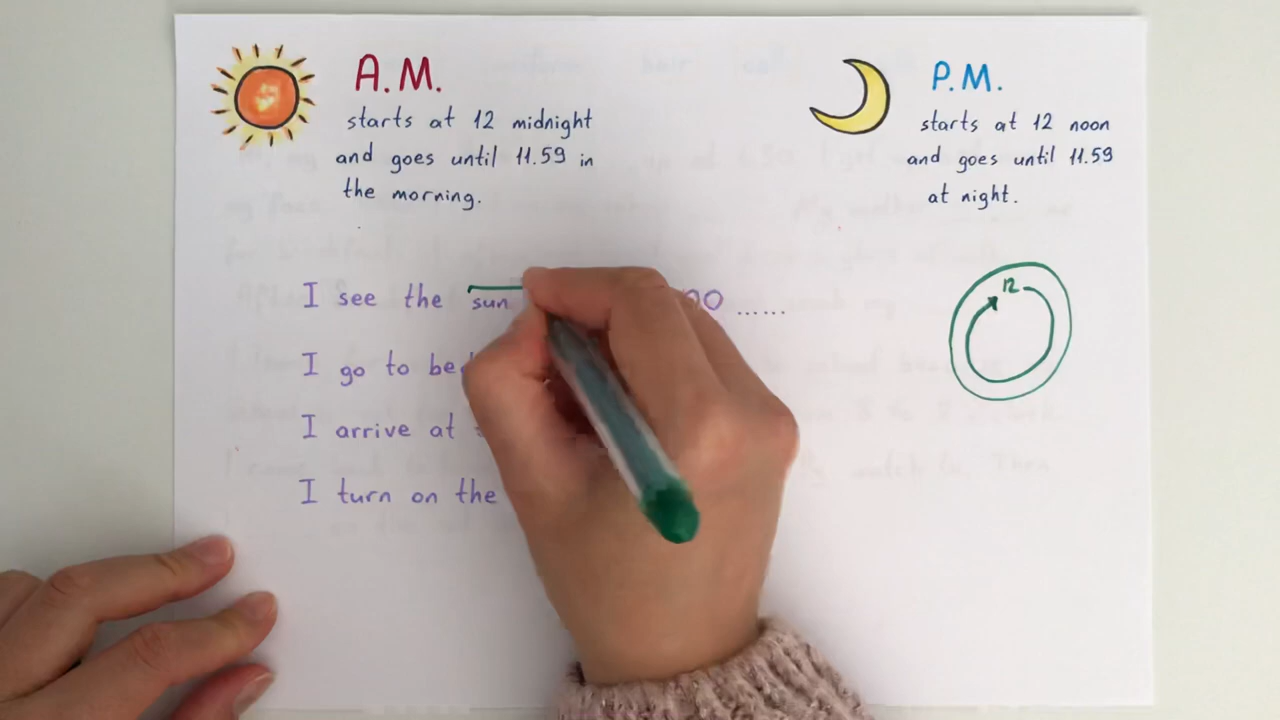 A.M.
starts at 12 midnight
and goes until 11.59 in
the morning.
P.M.
starts at 12 noon
and goes until 11.59
at night.
I see the sun ......
I go to bed
I arrive at
I turn on the
12